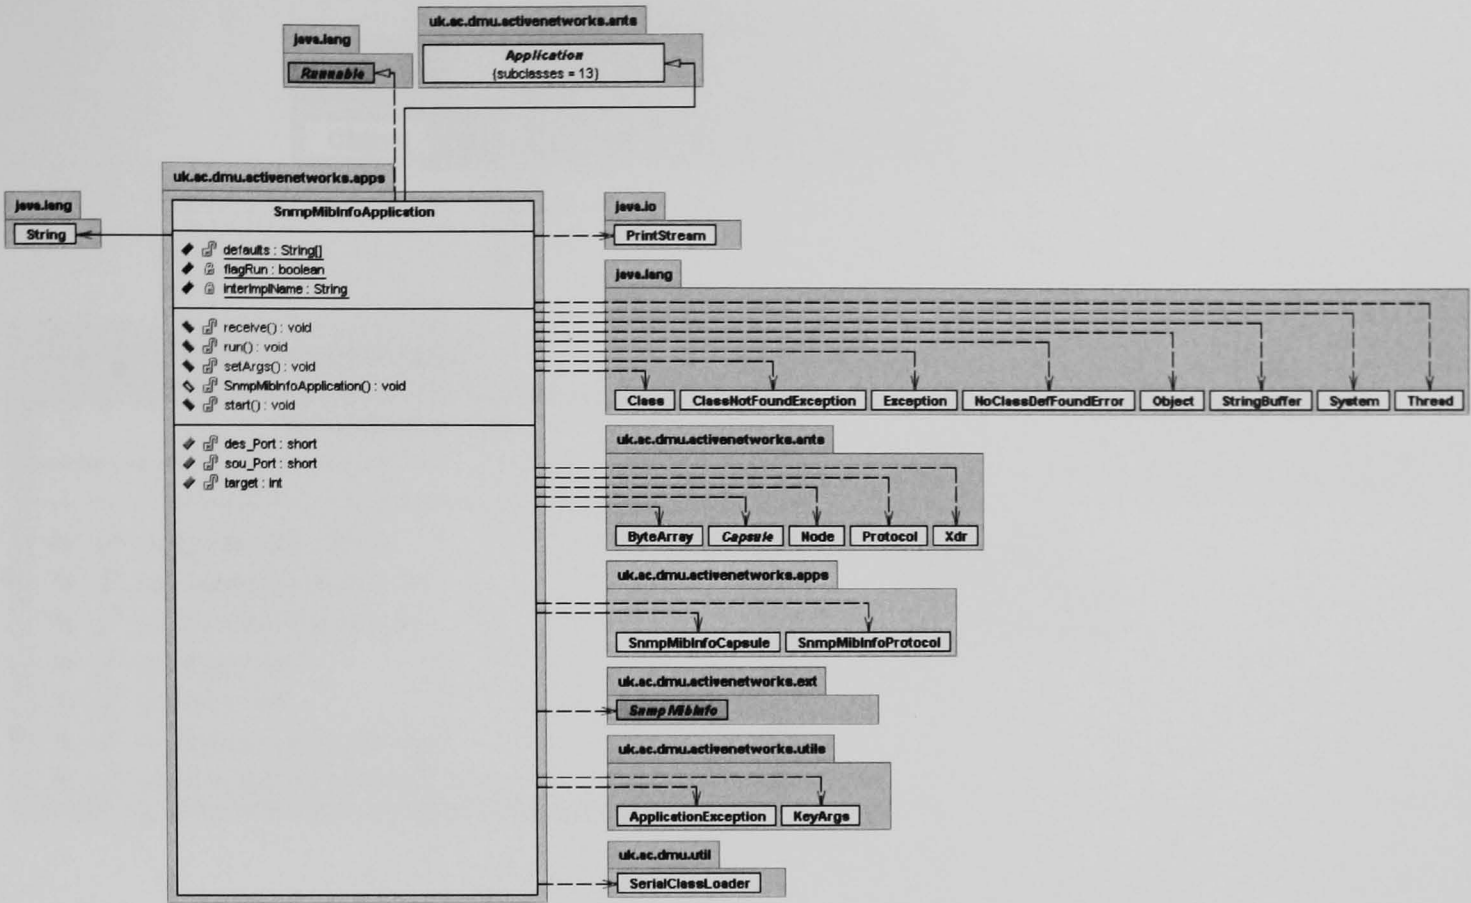 uk.ac.dmu.activenetworks.ants
java.lang
Application
(subclasses = 13)
Runnable
uk.ac.dmu.activenetworks.apps
java.lang
String
SnmpMibInfoApplication
defaults : String[]
flagRun : boolean
interImplName : String
receive() : void
run() : void
setArgs() : void
SnmpMibInfoApplication() : void
start() : void
des_Port : short
sou_Port : short
target : int
java.io
PrintStream
java.lang
Class
ClassNotFoundException
Exception
NoClassDefFoundError
Object
StringBuffer
System
Thread
uk.ac.dmu.activenetworks.ants
ByteArray
Capsule
Node
Protocol
Xdr
uk.ac.dmu.activenetworks.apps
SnmpMibInfoCapsule
SnmpMibInfoProtocol
uk.ac.dmu.activenetworks.ext
SnmpMibInfo
uk.ac.dmu.activenetworks.utils
ApplicationException
KeyArgs
uk.ac.dmu.util
SerialClassLoader